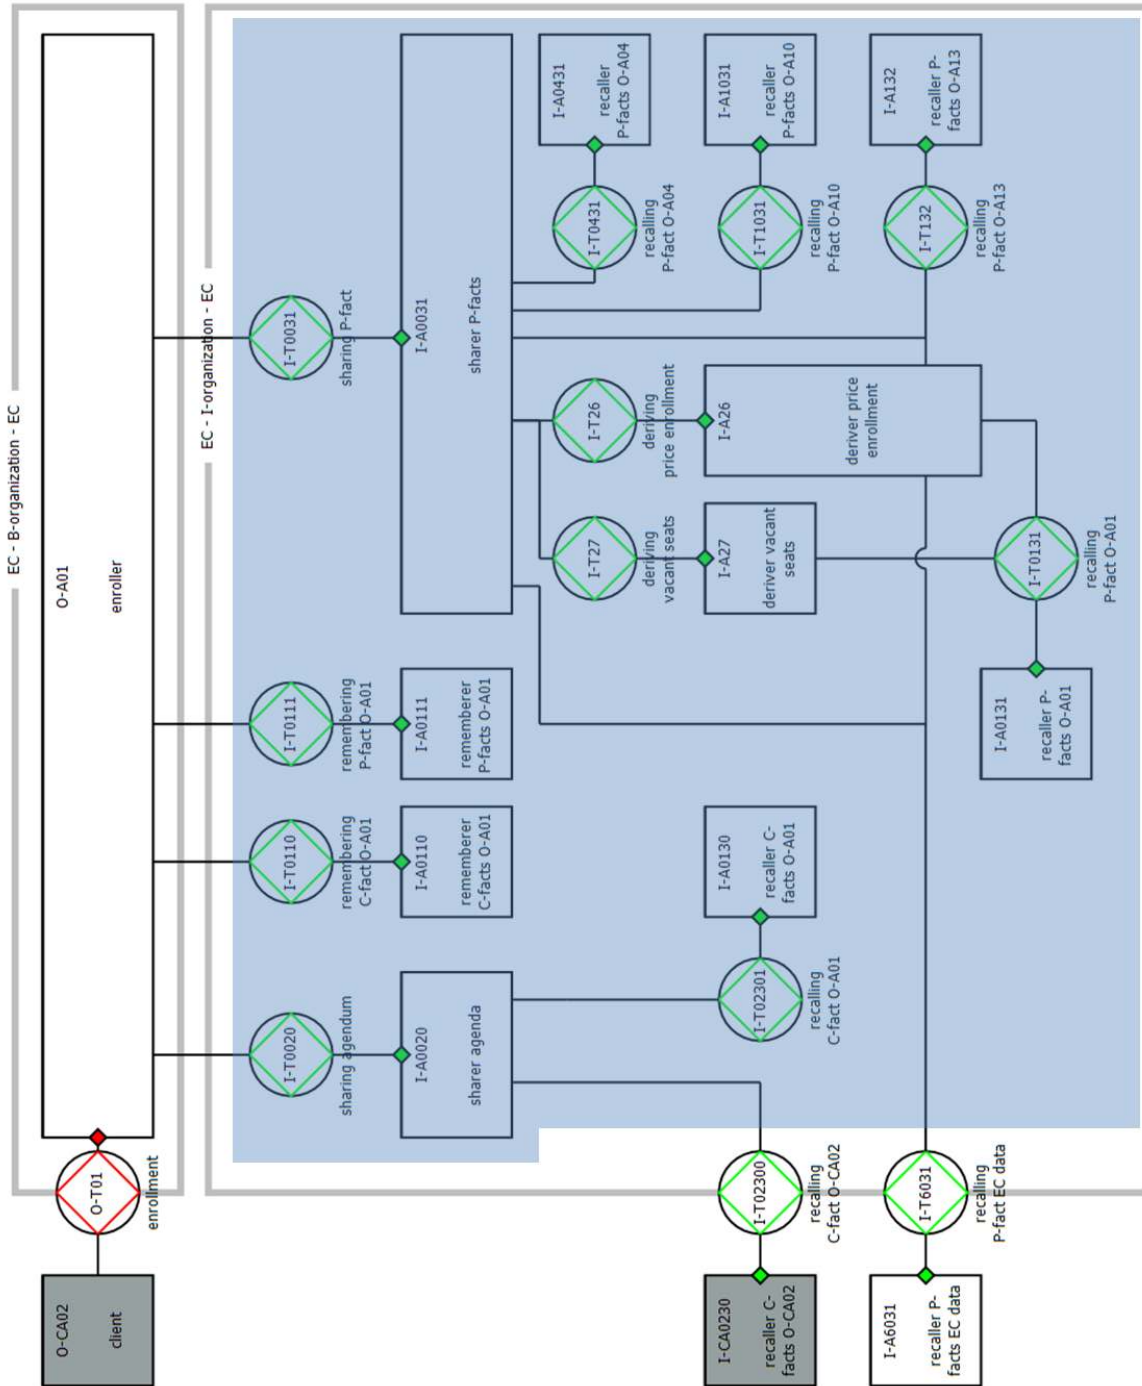 EC - B-organization - EC
O-CA02
client
O-T01
enrollment
O-A01
enroller
EC - I-organization - EC
I-T0020
sharing agendum
I-T0110
remembering
C-fact O-A01
I-T0111
remembering
P-fact O-A01
I-T0031
sharing P-fact
I-A0020
sharer agenda
I-A0110
rememberer
C-facts O-A01
I-A0111
rememberer
P-facts O-A01
I-A0031
sharer P-facts
I-T27
deriving
vacant seats
I-T26
deriving
price enrollment
I-T0431
recalling
P-fact O-A04
I-A0431
recaller
P-facts O-A04
I-CA0230
recaller C-
facts O-CA02
I-T02300
recalling
C-fact O-CA02
I-T02301
recalling
C-fact O-A01
I-A0130
recaller C-
facts O-A01
I-A27
deriver vacant
seats
I-A26
deriver price
enrollment
I-T1031
recalling
P-fact O-A10
I-A1031
recaller
P-facts O-A10
I-A6031
recaller P-
facts EC data
I-T6031
recalling
P-fact EC data
I-T132
recalling
P-fact O-A13
I-A132
recaller P-
facts O-A13
I-A0131
recaller P-
facts O-A01
I-T0131
recalling
P-fact O-A01